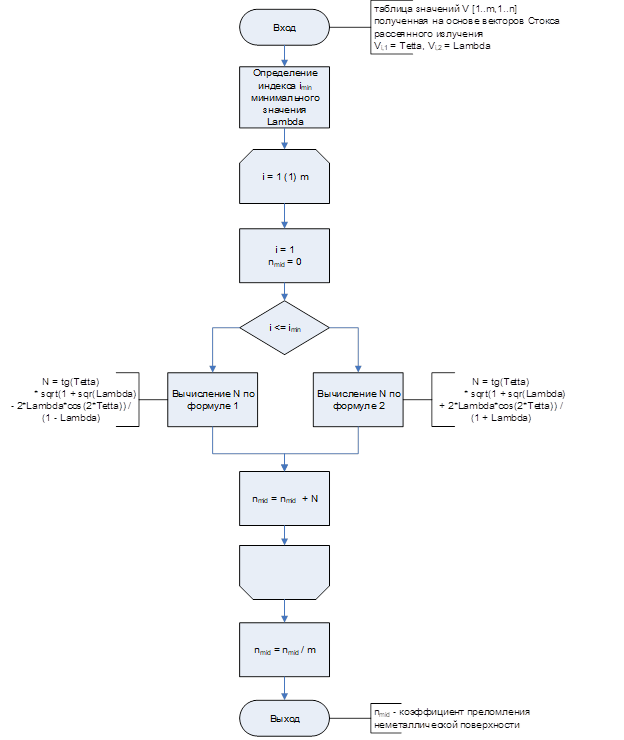 Вход
таблица значений V [1..m,1..n]
полученная на основе векторов Стокса
рассеянного излучения
Vi,1 = Tetta, Vi,2 = Lambda
Определение
индекса imin
минимального
значения
Lambda
i = 1 (1) m
i = 1
nmid = 0
i <= imin
N = tg(Tetta)
* sqrt(1 + sqr(Lambda)
- 2*Lambda*cos(2*Tetta)) /
(1 - Lambda)
Вычисление N по
формуле 1
Вычисление N по
формуле 2
N = tg(Tetta)
* sqrt(1 + sqr(Lambda)
+ 2*Lambda*cos(2*Tetta)) /
(1 + Lambda)
nmid = nmid + N
nmid = nmid / m
Выход
nmid - коэффициент преломления
неметаллической поверхности